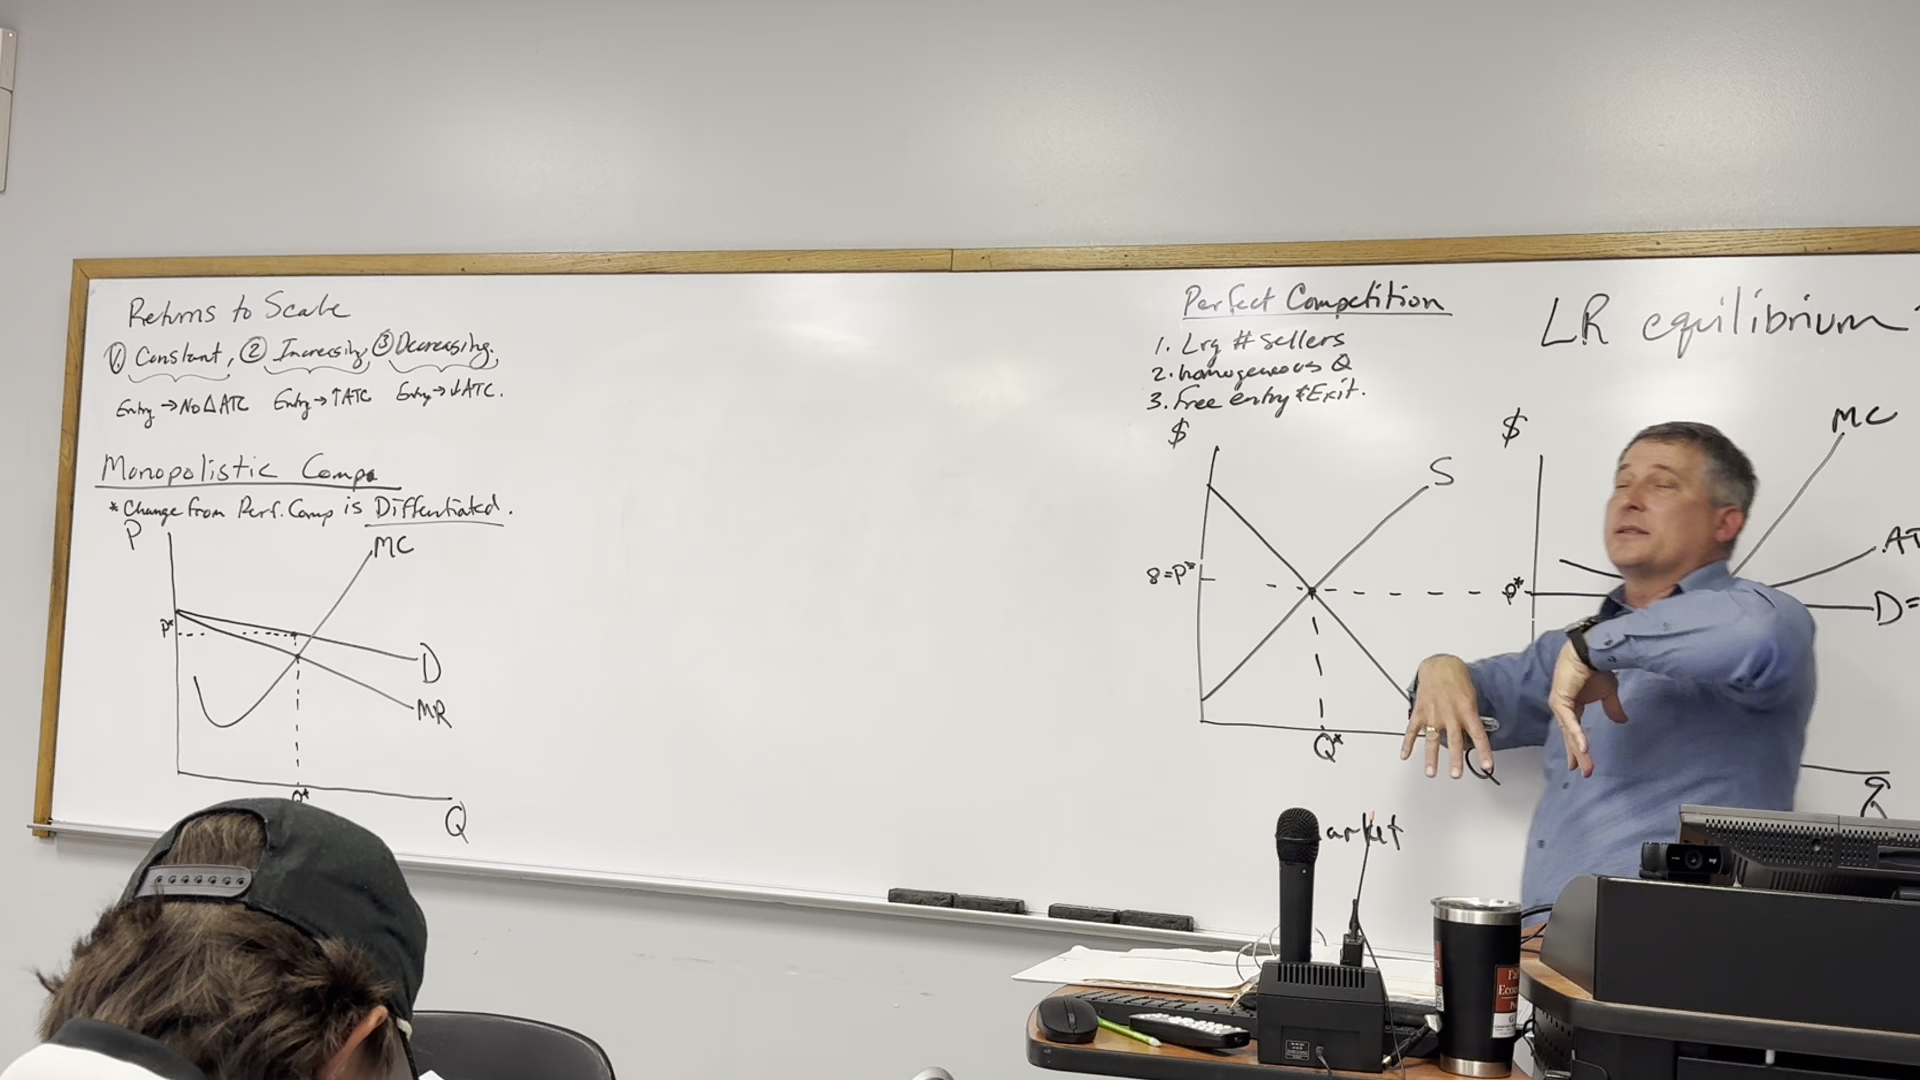 Returns to Scale
1. Constant, 2 Increasing, 3 Decreasing.
Entry → No Δ ATC Entry → ↑ATC Entry → ↓ATC.
Monopolistic Comp.
* Change from Perf. Comp is Differentiated.
P
MC
P*
D
MR
Q*
Q
Perfect Competition
1. Lrg # sellers
2. homogeneous Q
3. Free entry & Exit.
$
S
8=P*
Q*
Q
arket
LR equilibrium
$
MC
AT
P*
D=
q